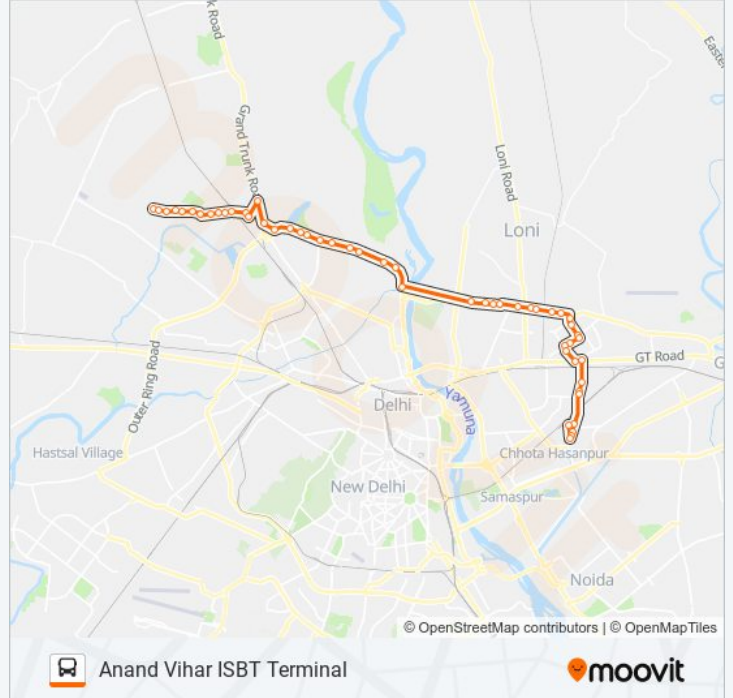 k Road
Easte
Grand Trunk Roa
Loni Road
Loni
Outer Ring Road
GT Road
G
Delhi
Yamuna
Hastsal Village
Chhota Hasanpur
New Delhi
Samaspur
Noida
© OpenStreetMap contributors | © OpenMapTiles
Anand Vihar ISBT Terminal
moovit